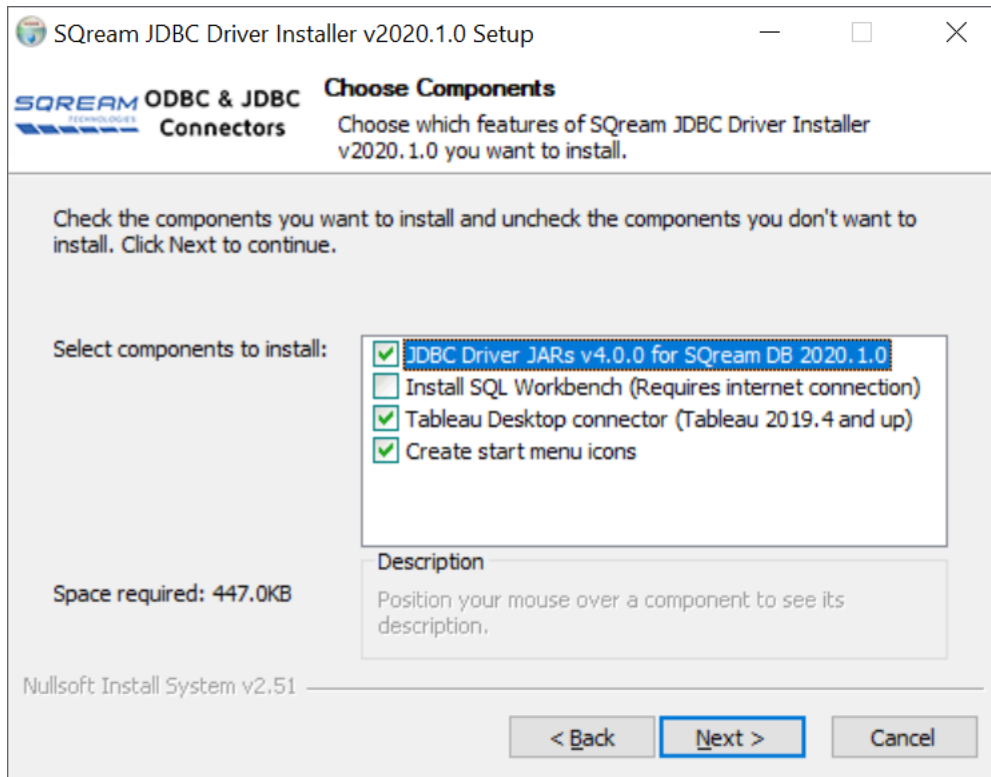 SQream JDBC Driver Installer v2020.1.0 Setup
SQREAM
TECHNOLOGIES
ODBC & JDBC
Connectors
Choose Components
Choose which features of SQream JDBC Driver Installer
v2020.1.0 you want to install.
Check the components you want to install and uncheck the components you don't want to
install. Click Next to continue.
Select components to install:
JDBC Driver JARs v4.0.0 for SQream DB 2020.1.0
Install SQL Workbench (Requires internet connection)
Tableau Desktop connector (Tableau 2019.4 and up)
Create start menu icons
Space required: 447.0KB
Description
Position your mouse over a component to see its
description.
Nullsoft Install System v2.51
< Back
Next >
Cancel